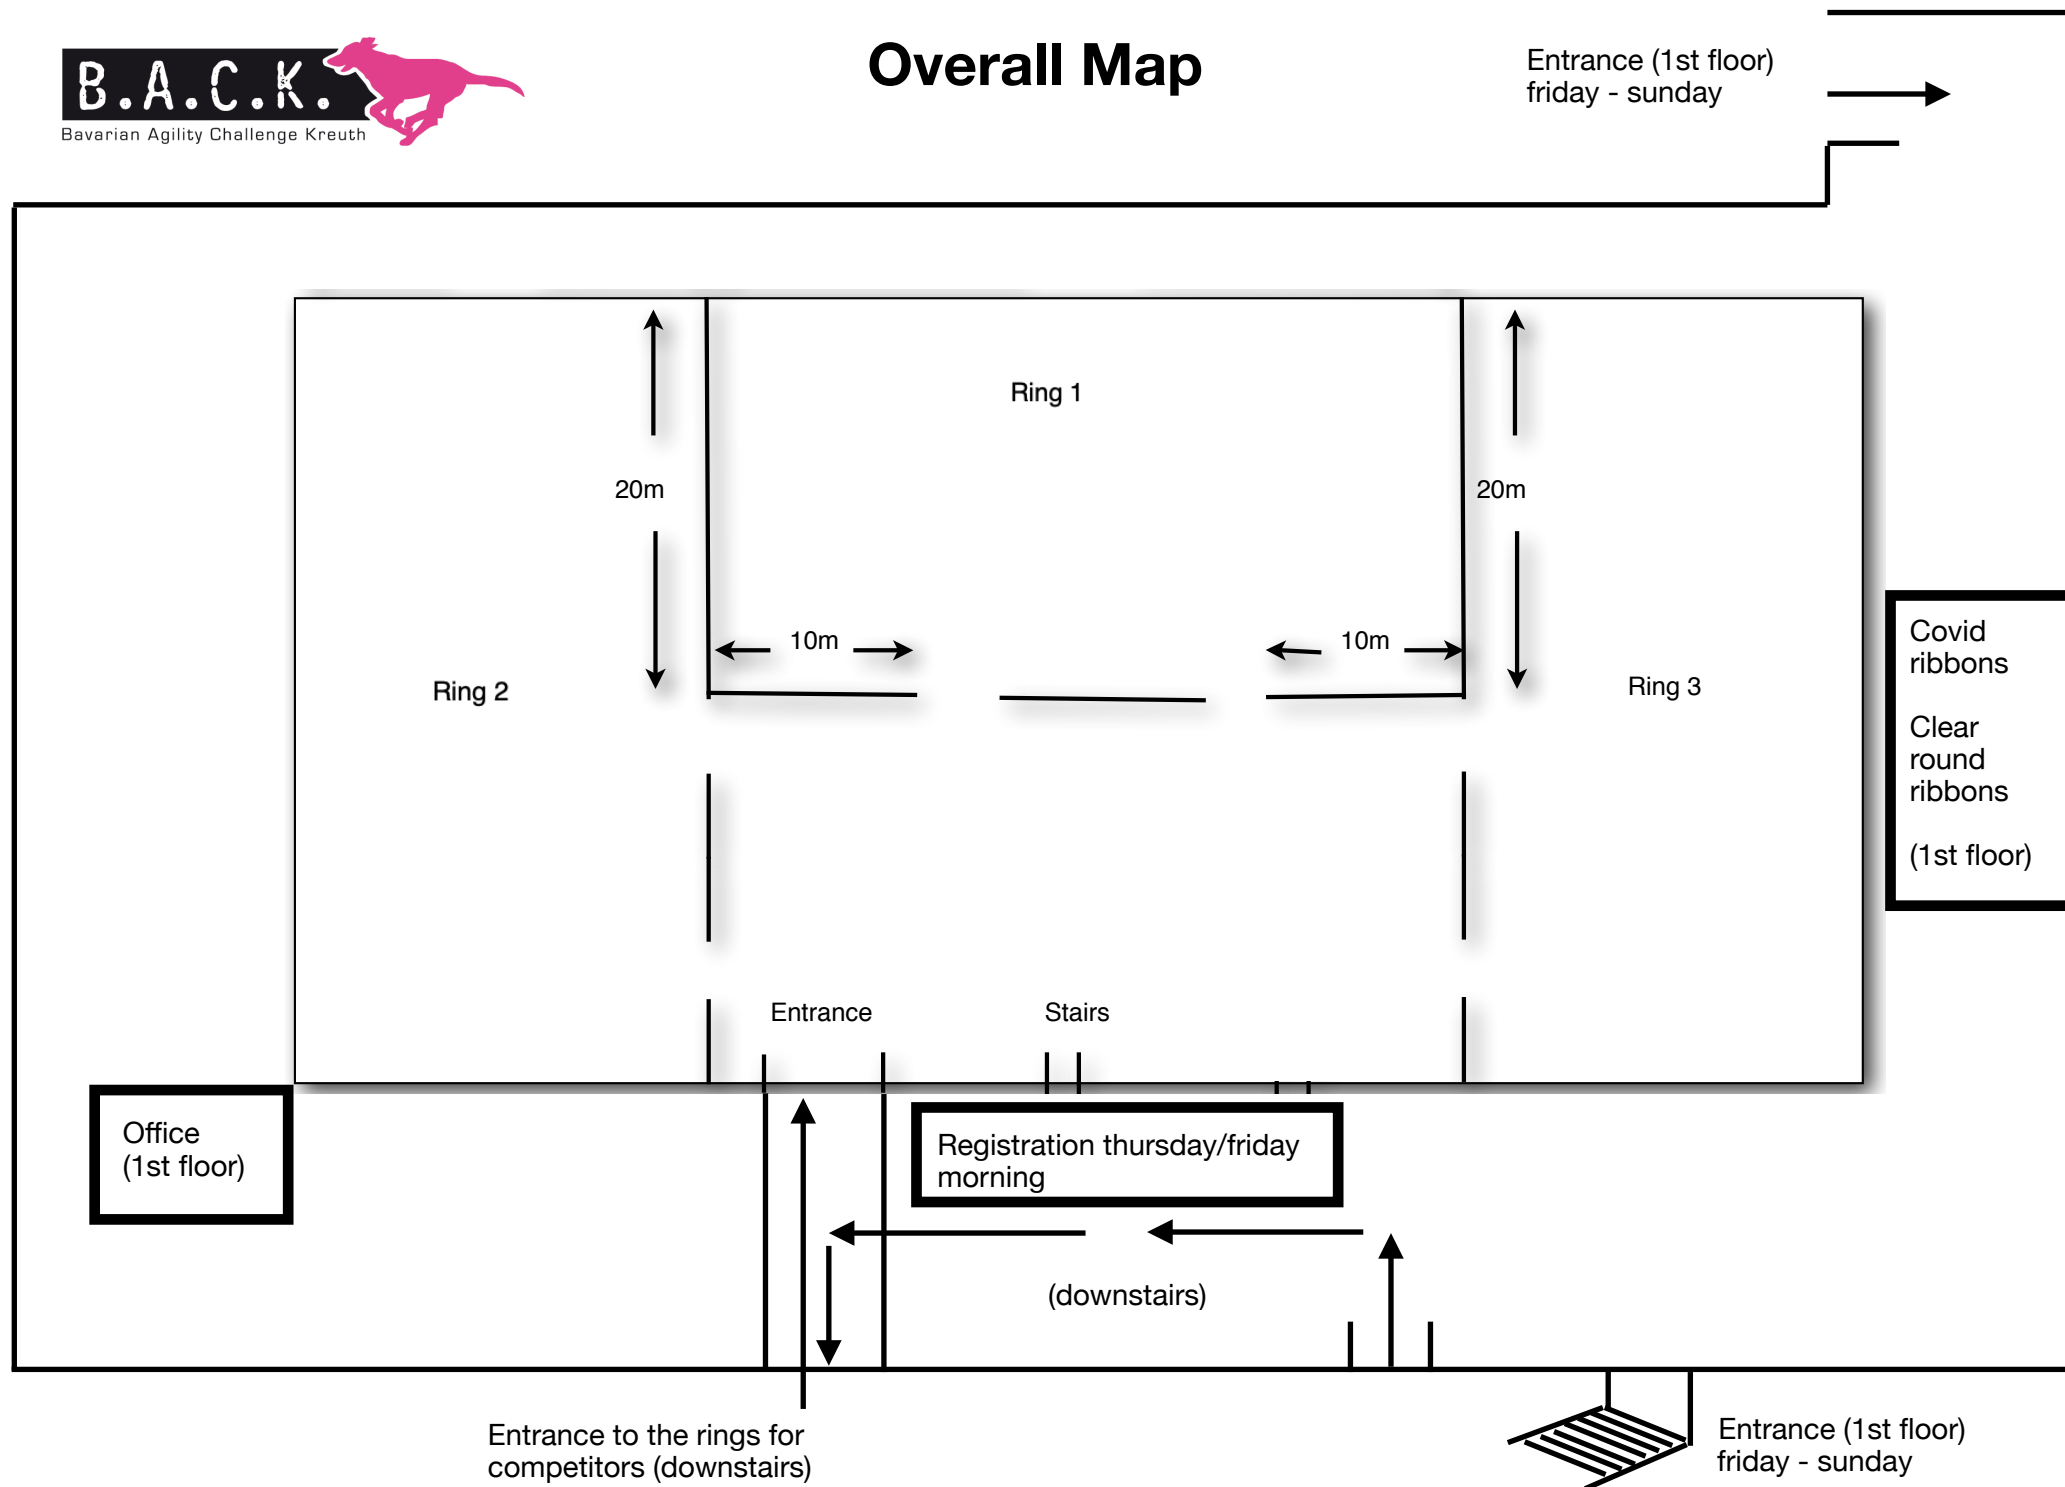 B.A.C.K.
Bavarian Agility Challenge Kreuth
Overall Map
Entrance (1st floor)
friday - sunday
Ring 1
20m
20m
10m
10m
Ring 2
Ring 3
Covid
ribbons
Clear
round
ribbons
(1st floor)
Entrance
Stairs
Office
(1st floor)
Registration thursday/friday
morning
(downstairs)
Entrance to the rings for
competitors (downstairs)
Entrance (1st floor)
friday - sunday